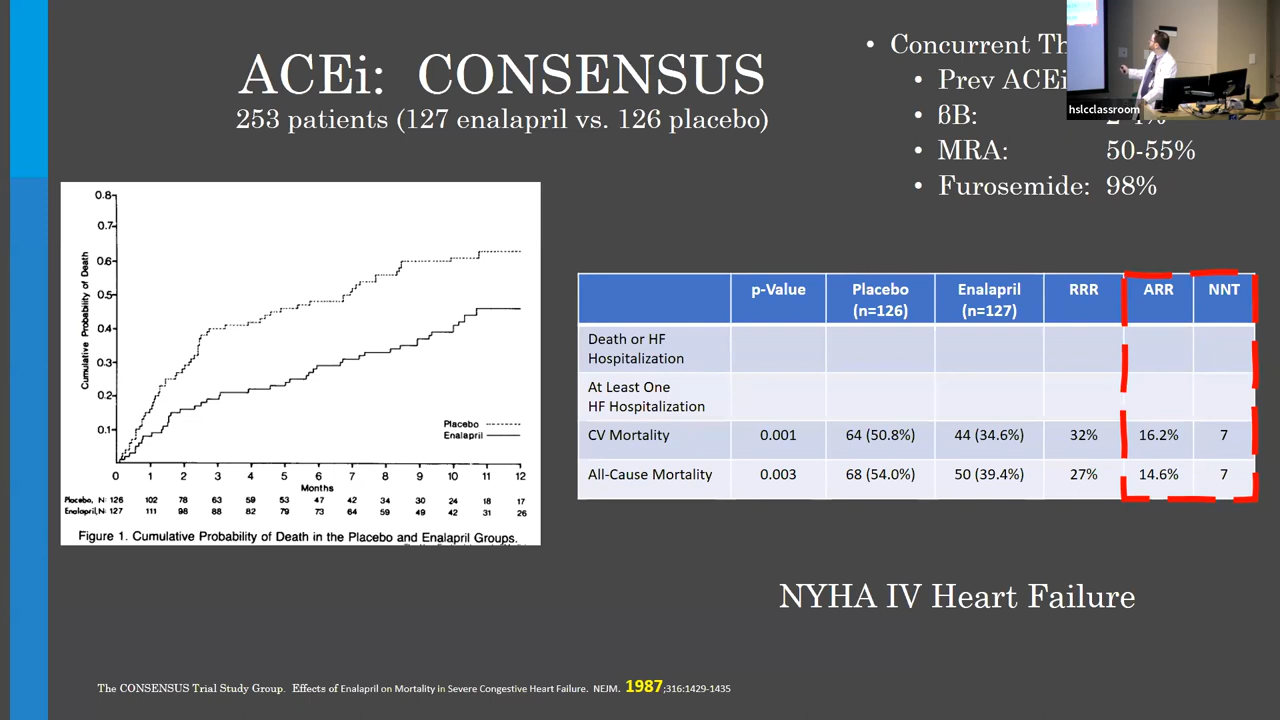 ACEi: CONSENSUS
253 patients (127 enalapril vs. 126 placebo)
• Concurrent Th
• Prev ACEi
• βB:
• MRA: 50-55%
• Furosemide: 98%
hslcclassroom
0.8
0.7
0.6
0.5
0.4
0.3
0.2
0.1
Cumulative Probability of Death
Placebo
Enalapril
0 1 2 3 4 5 6 7 8 9 10 11 12
Months
Placebo, N: 126 102 78 63 59 53 47 42 34 30 24 18 17
Enalapril, N: 127 111 98 88 82 79 73 64 59 49 42 31 26
Figure 1. Cumulative Probability of Death in the Placebo and Enalapril Groups.
p-Value Placebo Enalapril RRR ARR NNT
(n=126) (n=127)
Death or HF
Hospitalization
At Least One
HF Hospitalization
CV Mortality 0.001 64 (50.8%) 44 (34.6%) 32% 16.2% 7
All-Cause Mortality 0.003 68 (54.0%) 50 (39.4%) 27% 14.6% 7
NYHA IV Heart Failure
The CONSENSUS Trial Study Group. Effects of Enalapril on Mortality in Severe Congestive Heart Failure. NEJM. 1987;316:1429-1435